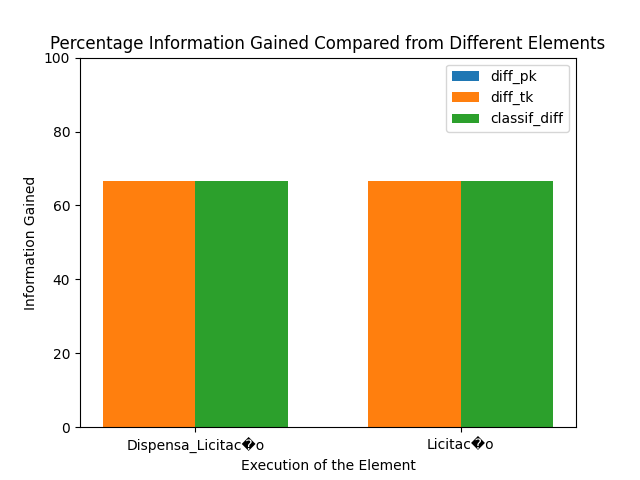 Percentage Information Gained Compared from Different Elements
100
80
60
40
20
0
Information Gained
diff_pk
diff_tk
classif_diff
Dispensa_Licitac�o
Licitac�o
Execution of the Element